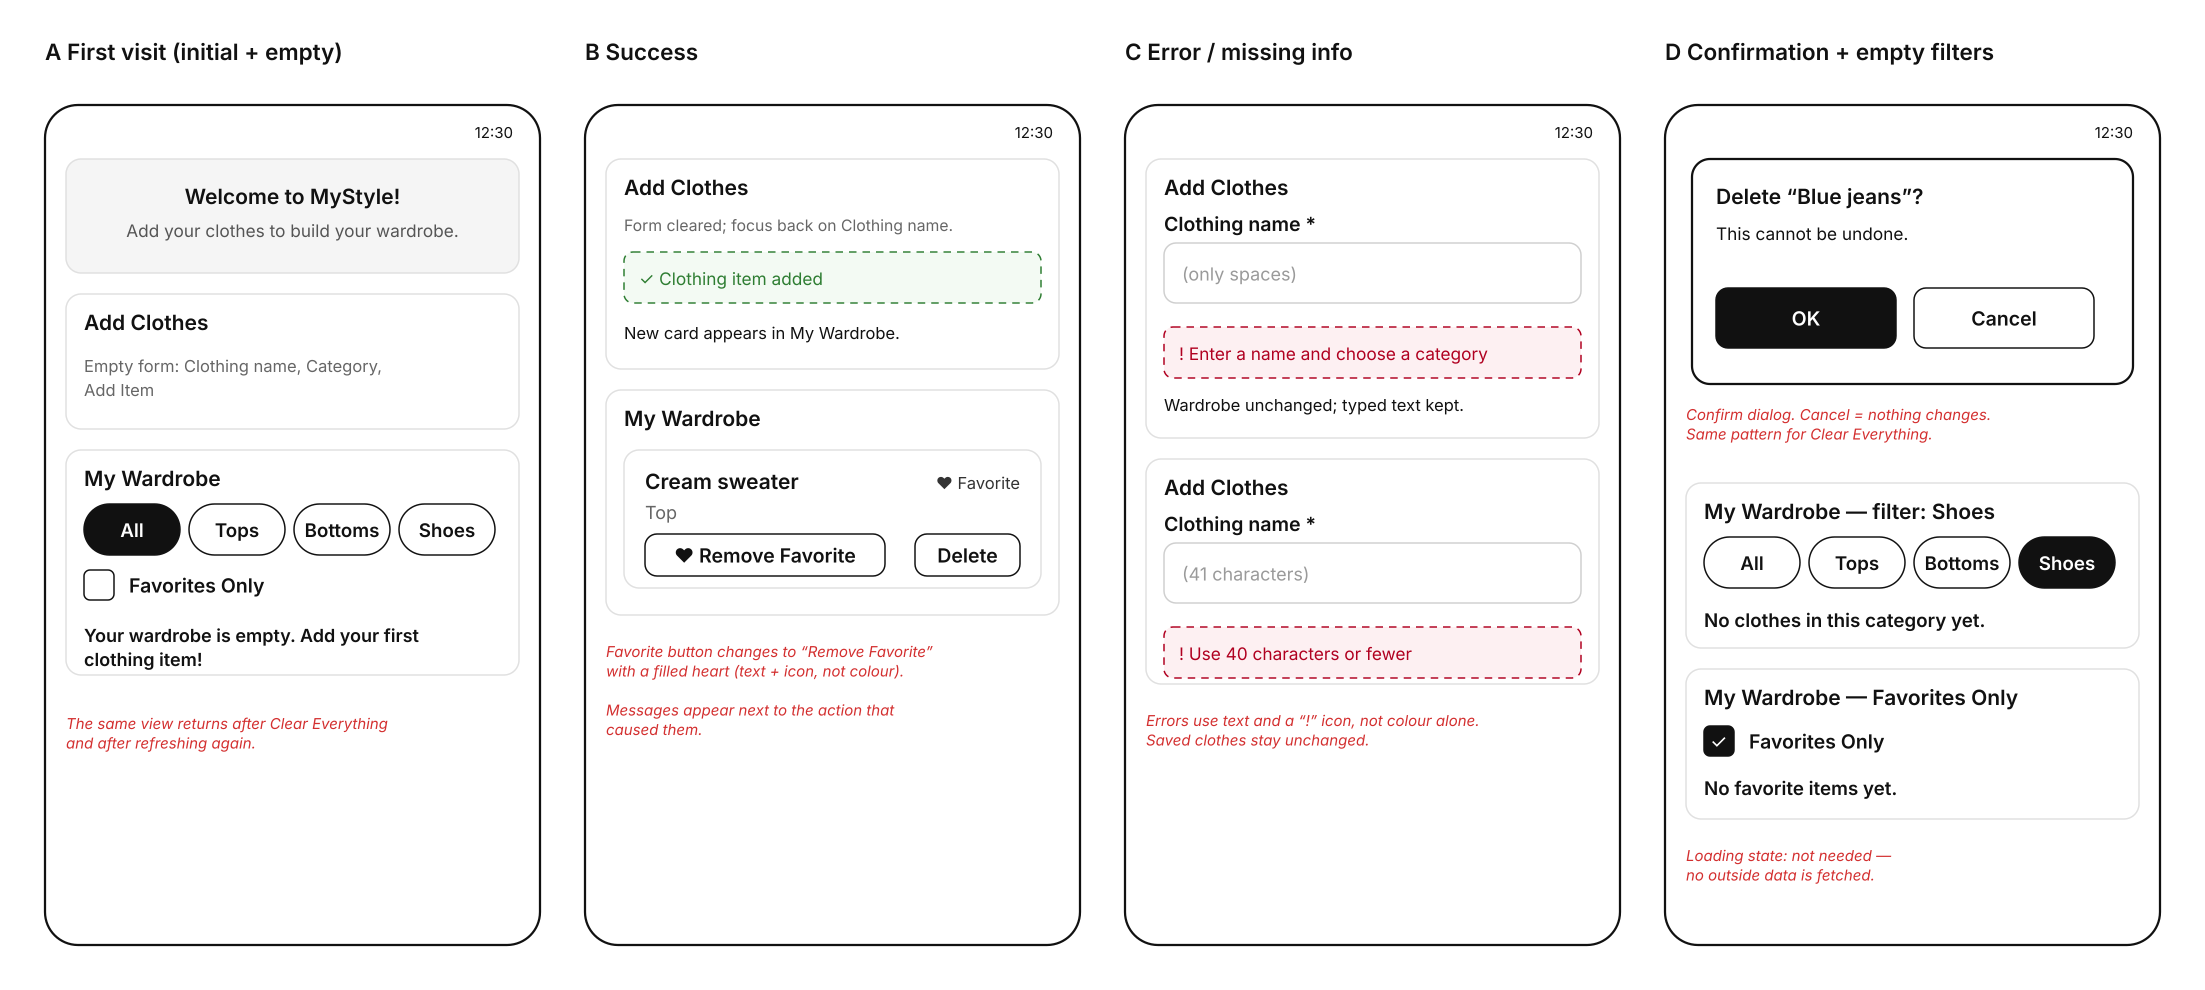 A First visit (initial + empty)
12:30
Welcome to MyStyle!
Add your clothes to build your wardrobe.
Add Clothes
Empty form: Clothing name, Category,
Add Item
My Wardrobe
All
Tops
Bottoms
Shoes
Favorites Only
Your wardrobe is empty. Add your first
clothing item!
The same view returns after Clear Everything
and after refreshing again.
B Success
12:30
Add Clothes
Form cleared; focus back on Clothing name.
✓ Clothing item added
New card appears in My Wardrobe.
My Wardrobe
Cream sweater
♥ Favorite
Top
♥ Remove Favorite
Delete
Favorite button changes to “Remove Favorite”
with a filled heart (text + icon, not colour).
Messages appear next to the action that
caused them.
C Error / missing info
12:30
Add Clothes
Clothing name *
(only spaces)
! Enter a name and choose a category
Wardrobe unchanged; typed text kept.
Add Clothes
Clothing name *
(41 characters)
! Use 40 characters or fewer
Errors use text and a “!” icon, not colour alone.
Saved clothes stay unchanged.
D Confirmation + empty filters
12:30
Delete “Blue jeans”?
This cannot be undone.
OK
Cancel
Confirm dialog. Cancel = nothing changes.
Same pattern for Clear Everything.
My Wardrobe — filter: Shoes
All
Tops
Bottoms
Shoes
No clothes in this category yet.
My Wardrobe — Favorites Only
✓
Favorites Only
No favorite items yet.
Loading state: not needed —
no outside data is fetched.